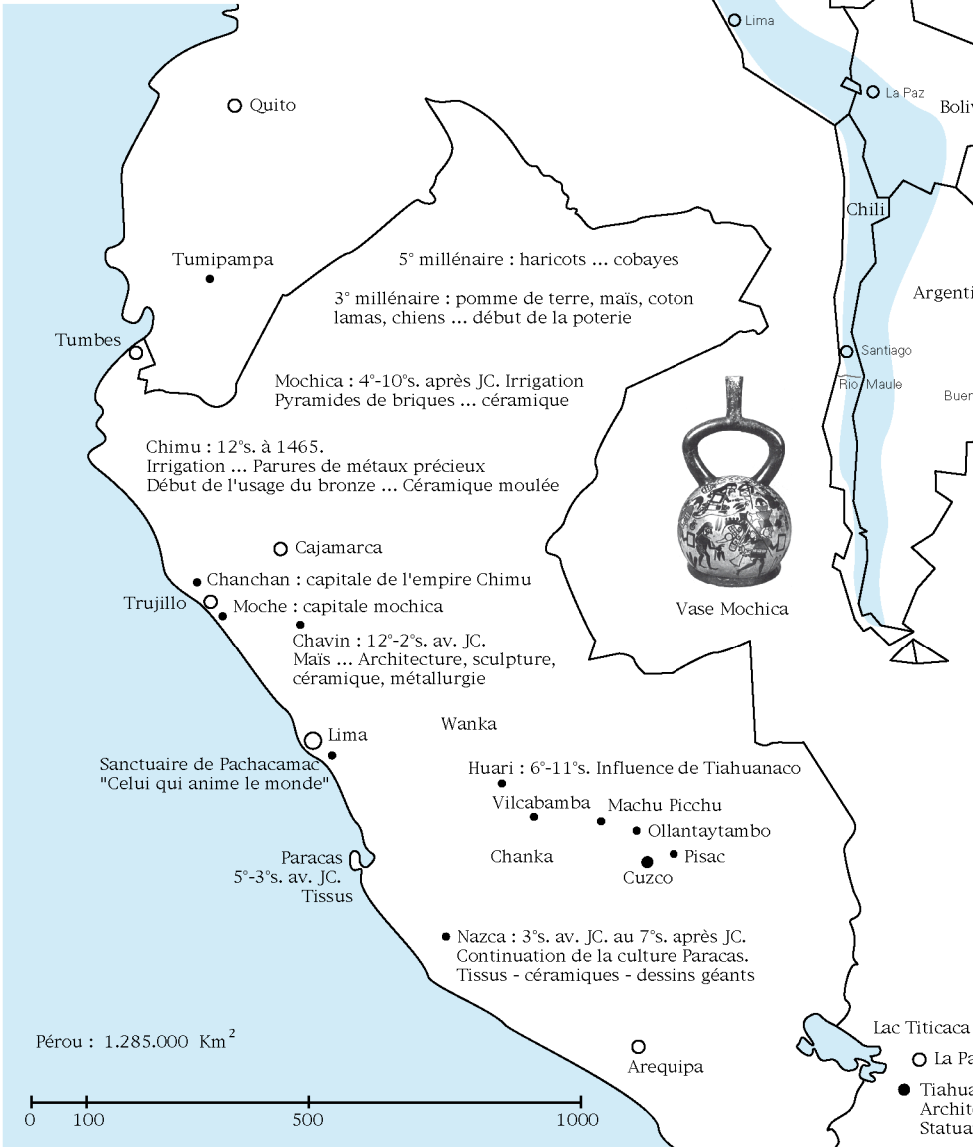 Lima
Quito
La Paz
Chili
Tumipampa
5° millénaire : haricots ... cobayes
3° millénaire : pomme de terre, maïs, coton
lamas, chiens ... début de la poterie
Tumbes
Santiago
Rio Maule
Mochica : 4°-10°s. après JC. Irrigation
Pyramides de briques ... céramique
Chimu : 12°s. à 1465.
Irrigation ... Parures de métaux précieux
Début de l'usage du bronze ... Céramique moulée
Cajamarca
Chanchan : capitale de l'empire Chimu
Trujillo
Moche : capitale mochica
Vase Mochica
Chavin : 12°-2°s. av. JC.
Maïs ... Architecture, sculpture,
céramique, métallurgie
Wanka
Lima
Sanctuaire de Pachacamac
"Celui qui anime le monde"
Huari : 6°-11°s. Influence de Tiahuanaco
Vilcabamba
Machu Picchu
Ollantaytambo
Chanka
Pisac
Cuzco
Paracas
5°-3°s. av. JC.
Tissus
Nazca : 3°s. av. JC. au 7°s. après JC.
Continuation de la culture Paracas.
Tissus - céramiques - dessins géants
Pérou : 1.285.000 Km²
Lac Titicaca
Arequipa
La
0 100 500 1000